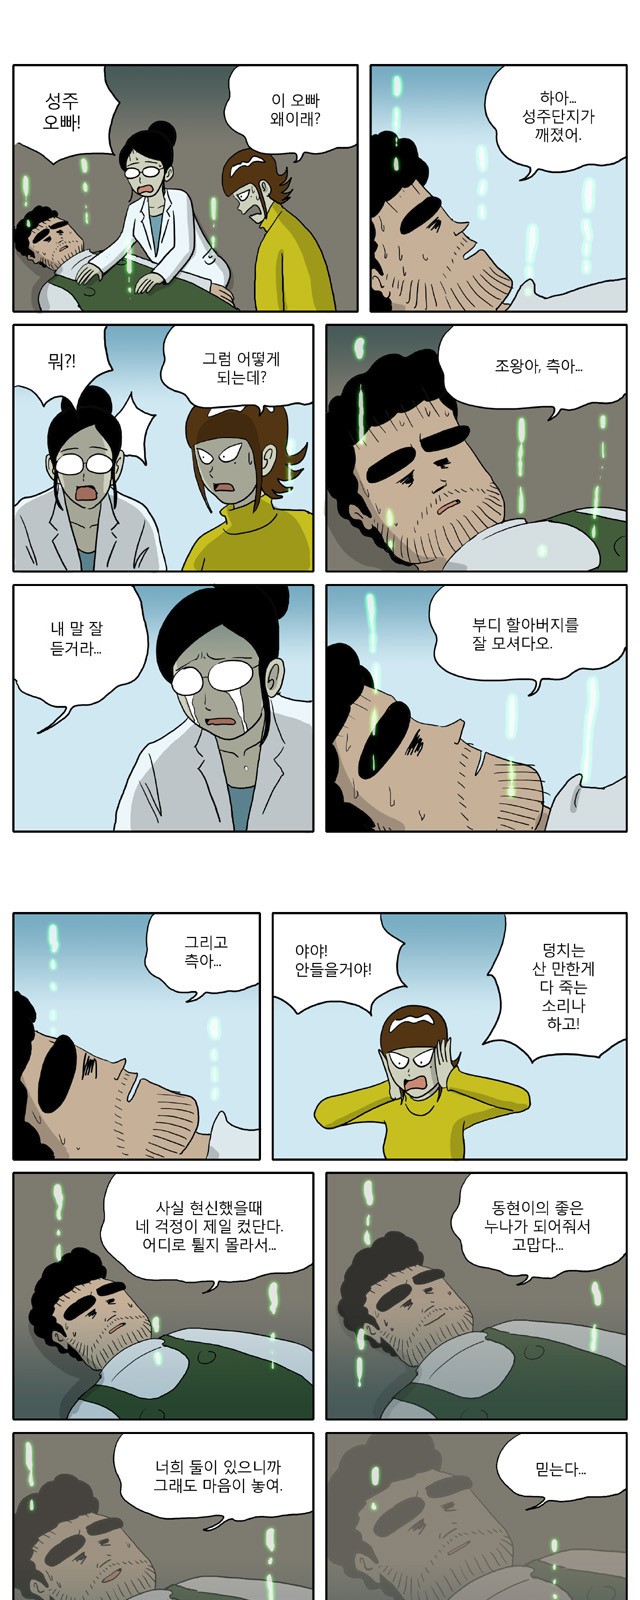 성주
오빠!
이 오빠
왜이래?
하아...
성주단지가
깨졌어.
뭐?!
그럼 어떻게
되는데?
조왕아, 측아...
내 말 잘
듣거라...
부디 할아버지를
잘 모셔다오.
그리고
측아...
야야!
안들을거야!
덩치는
산 만한게
다 죽는
소리나
하고!
사실 현신했을때
네 걱정이 제일 컸단다.
어디로 튈지 몰라서...
동현이의 좋은
누나가 되어줘서
고맙다...
너희 둘이 있으니까
그래도 마음이 놓여.
믿는다...